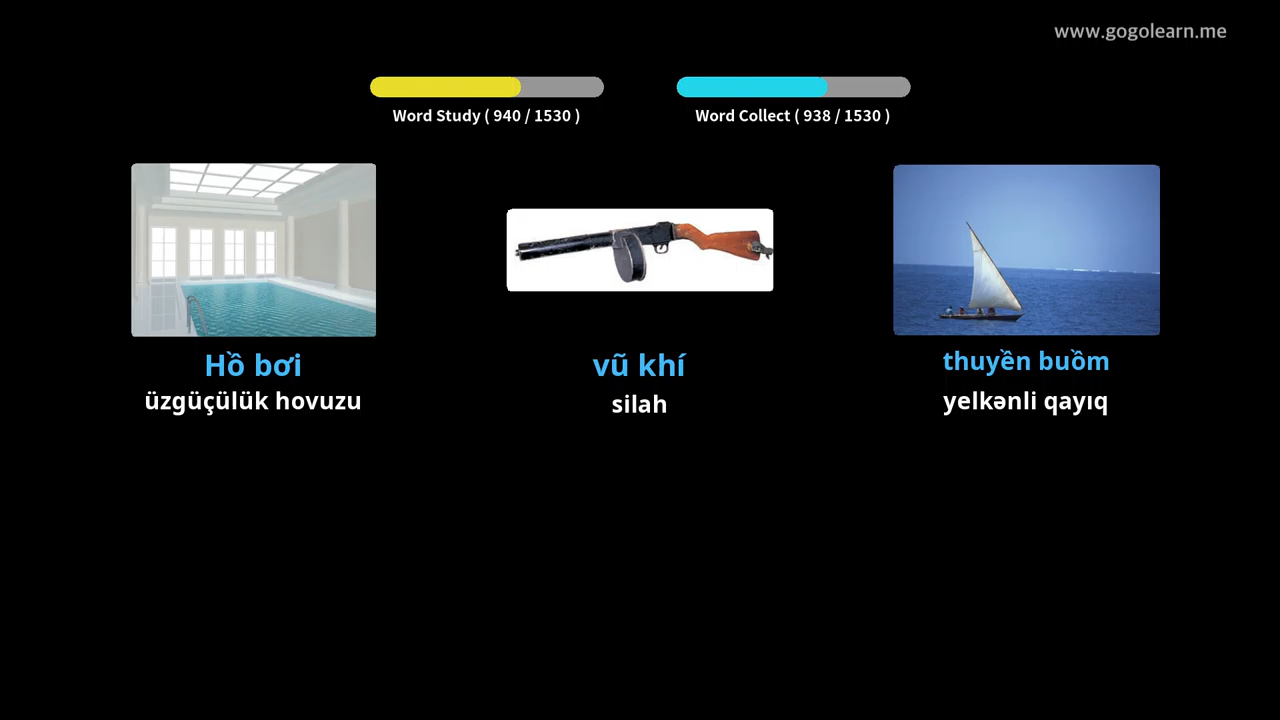 www.gogolearn.me
Word Study ( 940 / 1530 )
Word Collect ( 938 / 1530 )
Hồ bơi
üzgüçülük hovuzu
vũ khí
silah
thuyền buồm
yelkənli qayıq